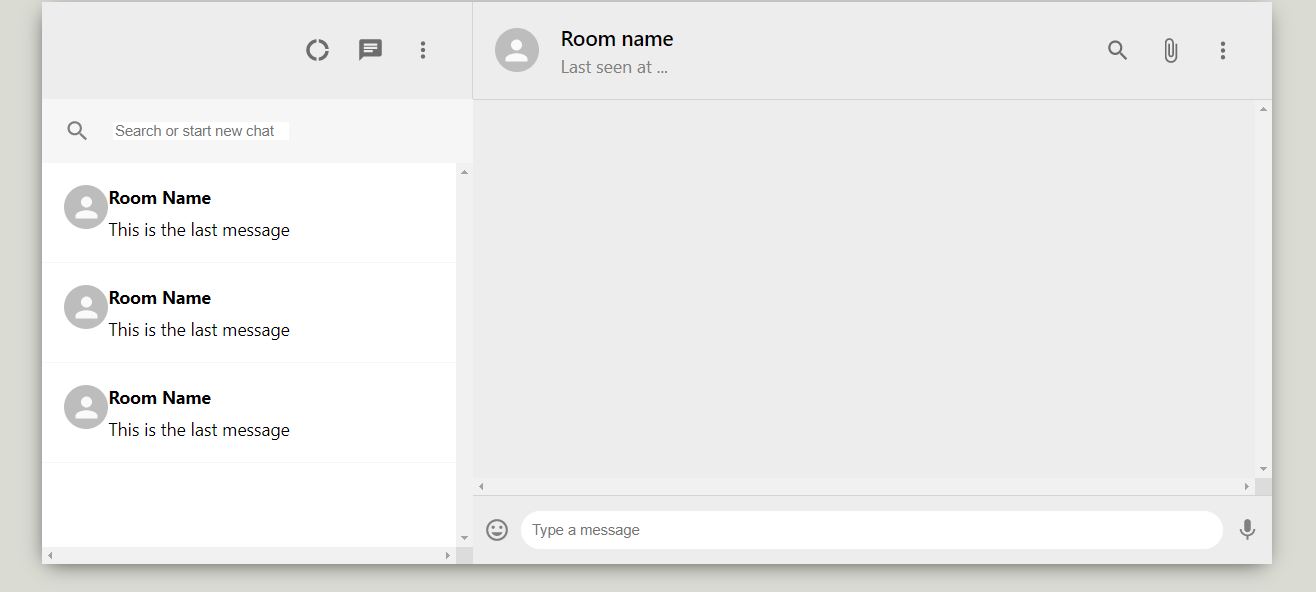 Room name
Last seen at ...
Search or start new chat
Room Name
This is the last message
Room Name
This is the last message
Room Name
This is the last message
Type a message